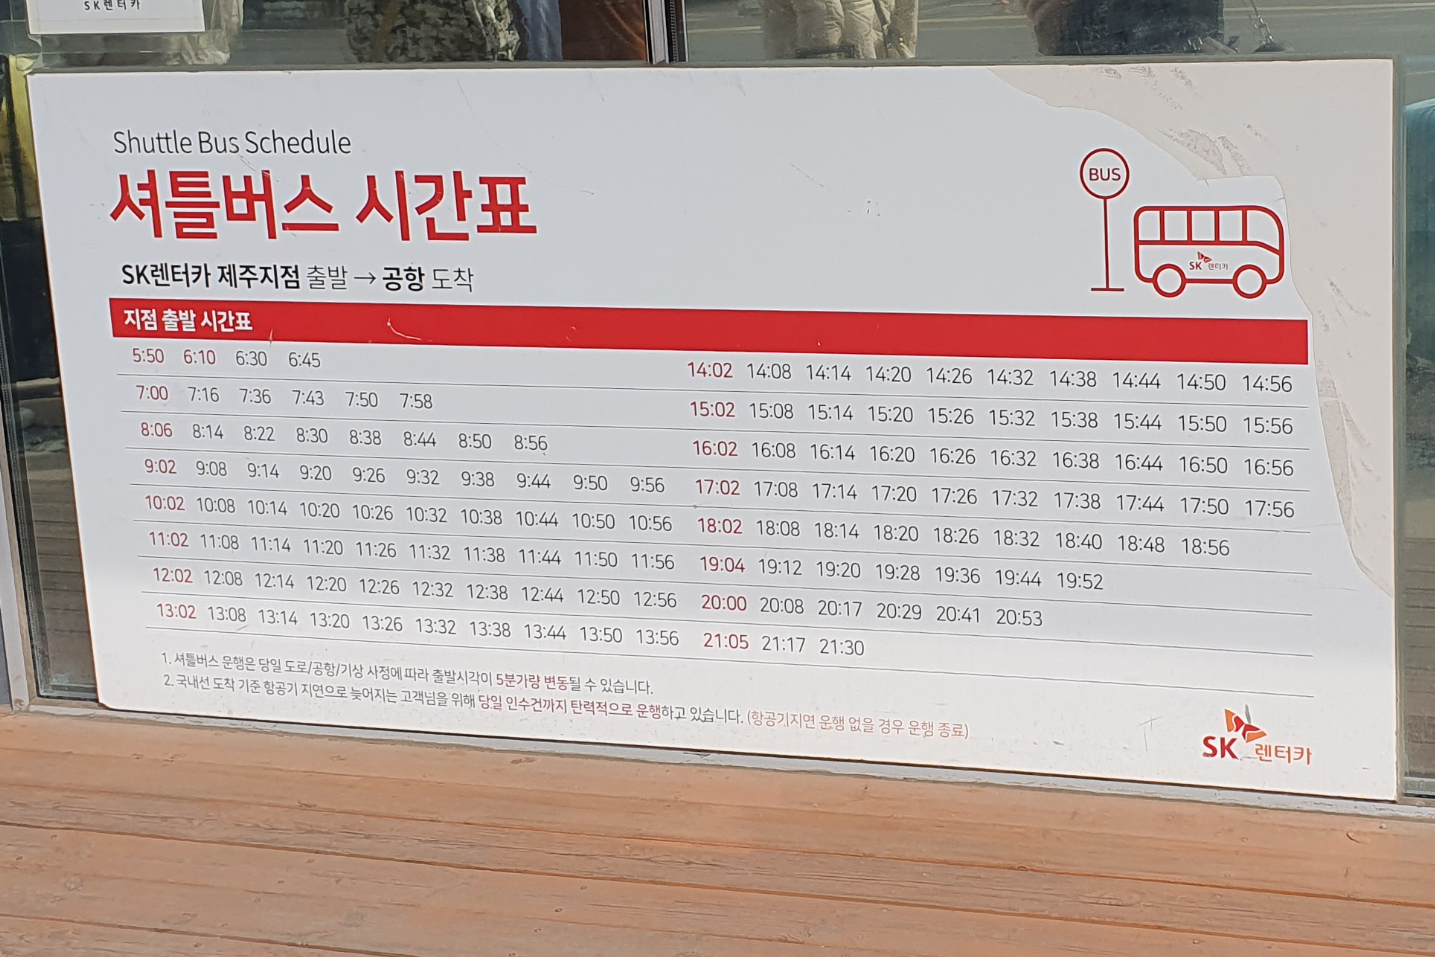 SK렌터카
Shuttle Bus Schedule
셔틀버스 시간표
BUS
SK렌터카
SK렌터카 제주지점 출발 → 공항 도착
지점 출발 시간표
5:50 6:10 6:30 6:45
7:00 7:16 7:36 7:43 7:50 7:58
8:06 8:14 8:22 8:30 8:38 8:44 8:50 8:56
9:02 9:08 9:14 9:20 9:26 9:32 9:38 9:44 9:50 9:56
10:02 10:08 10:14 10:20 10:26 10:32 10:38 10:44 10:50 10:56
11:02 11:08 11:14 11:20 11:26 11:32 11:38 11:44 11:50 11:56
12:02 12:08 12:14 12:20 12:26 12:32 12:38 12:44 12:50 12:56
13:02 13:08 13:14 13:20 13:26 13:32 13:38 13:44 13:50 13:56
14:02 14:08 14:14 14:20 14:26 14:32 14:38 14:44 14:50 14:56
15:02 15:08 15:14 15:20 15:26 15:32 15:38 15:44 15:50 15:56
16:02 16:08 16:14 16:20 16:26 16:32 16:38 16:44 16:50 16:56
17:02 17:08 17:14 17:20 17:26 17:32 17:38 17:44 17:50 17:56
18:02 18:08 18:14 18:20 18:26 18:32 18:40 18:48 18:56
19:04 19:12 19:20 19:28 19:36 19:44 19:52
20:00 20:08 20:17 20:29 20:41 20:53
21:05 21:17 21:30
1. 셔틀버스 운행은 당일 도로/공항/기상 사정에 따라 출발시각이 5분가량 변동될 수 있습니다.
2. 국내선 도착 기준 항공기 지연으로 늦어지는 고객님을 위해 당일 인수건까지 탄력적으로 운행하고 있습니다. (항공기지연 운행 없을 경우 운행 종료)
SK렌터카